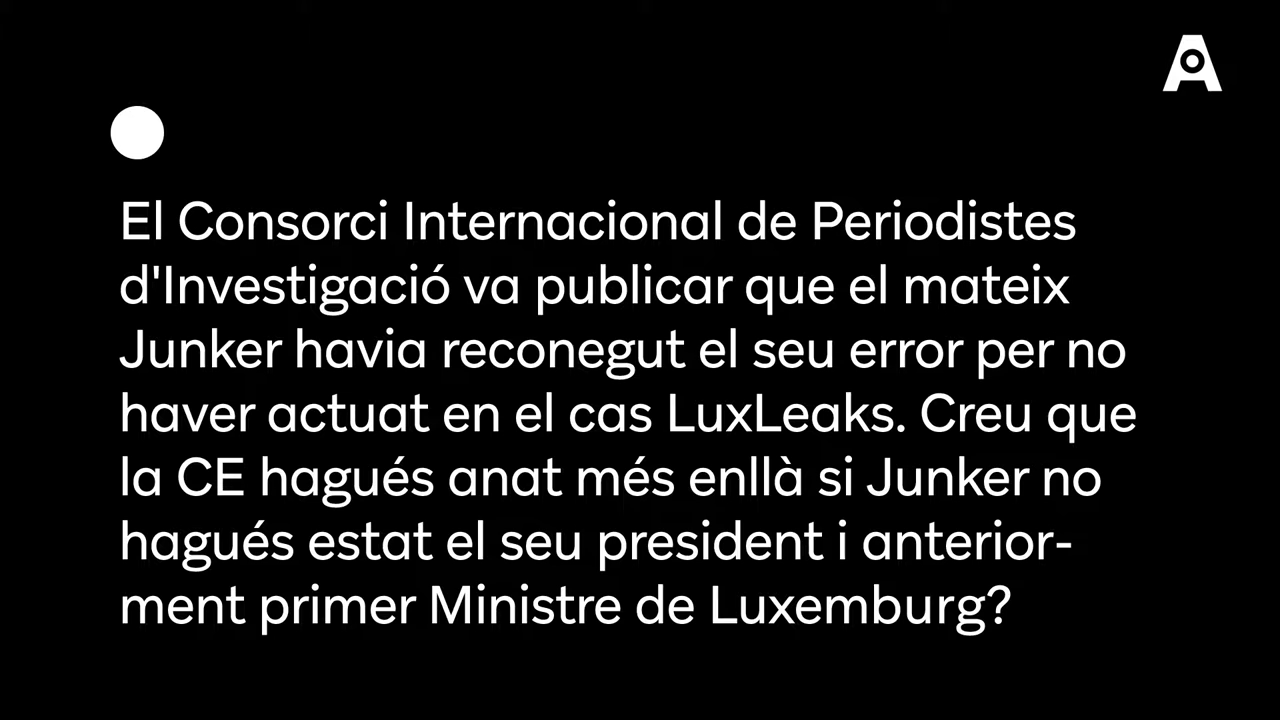 A
El Consorci Internacional de Periodistes
d'Investigació va publicar que el mateix
Junker havia reconegut el seu error per no
haver actuat en el cas LuxLeaks. Creu que
la CE hagués anat més enllà si Junker no
hagués estat el seu president i anterior-
ment primer Ministre de Luxemburg?